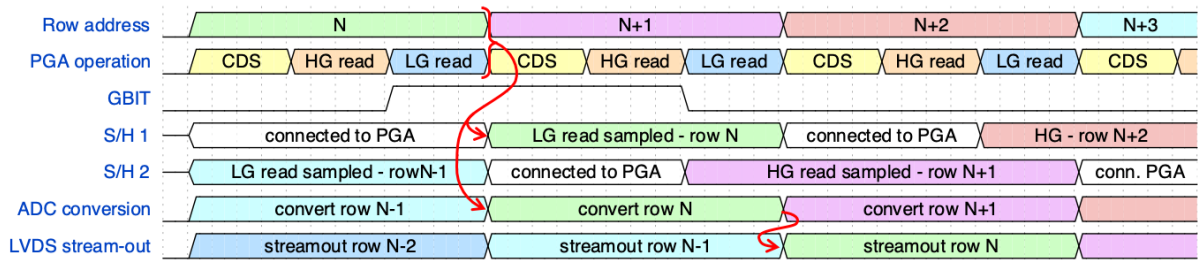 Row address N N+1 N+2 N+3
PGA operation CDS HG read LG read CDS HG read LG read CDS HG read LG read CDS
GBIT
S/H 1 connected to PGA LG read sampled - row N connected to PGA HG - row N+2
S/H 2 LG read sampled - rowN-1 connected to PGA HG read sampled - row N+1 conn. PGA
ADC conversion convert row N-1 convert row N convert row N+1
LVDS stream-out streamout row N-2 streamout row N-1 streamout row N